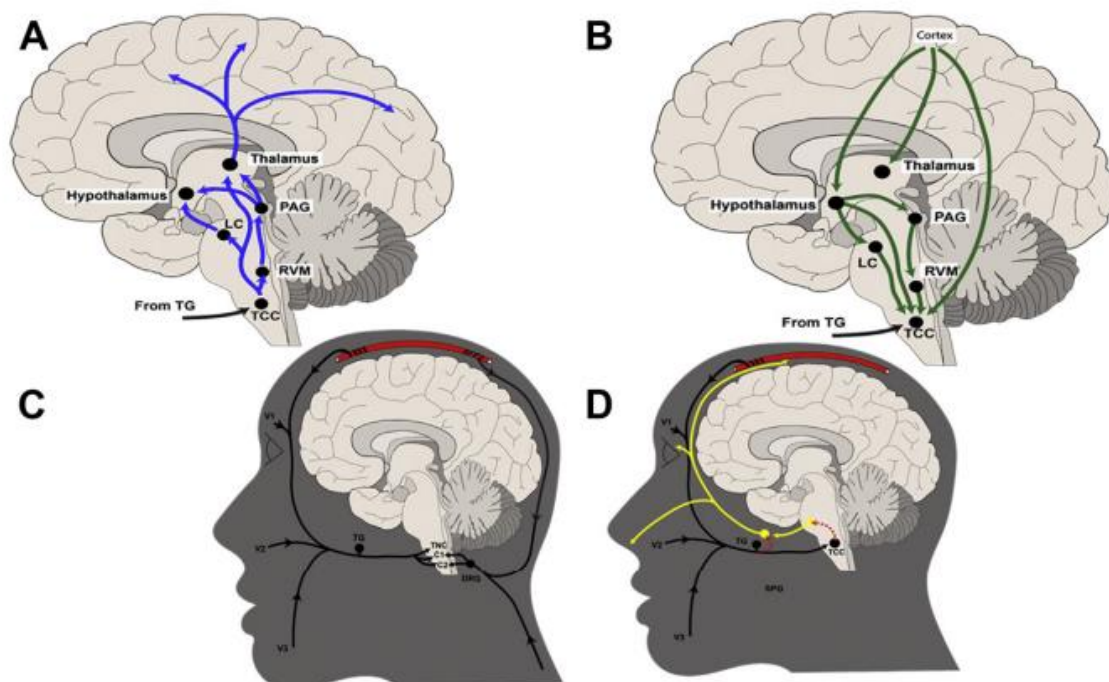 A
Thalamus
Hypothalamus
PAG
LC
RVM
From TG
TCC
B
Cortex
Thalamus
Hypothalamus
PAG
LC
RVM
From TG
TCC
C
V1
TG
TNC
C1
V2
C2
DRG
V3
D
V1
TG
V2
TCC
SPG
V3